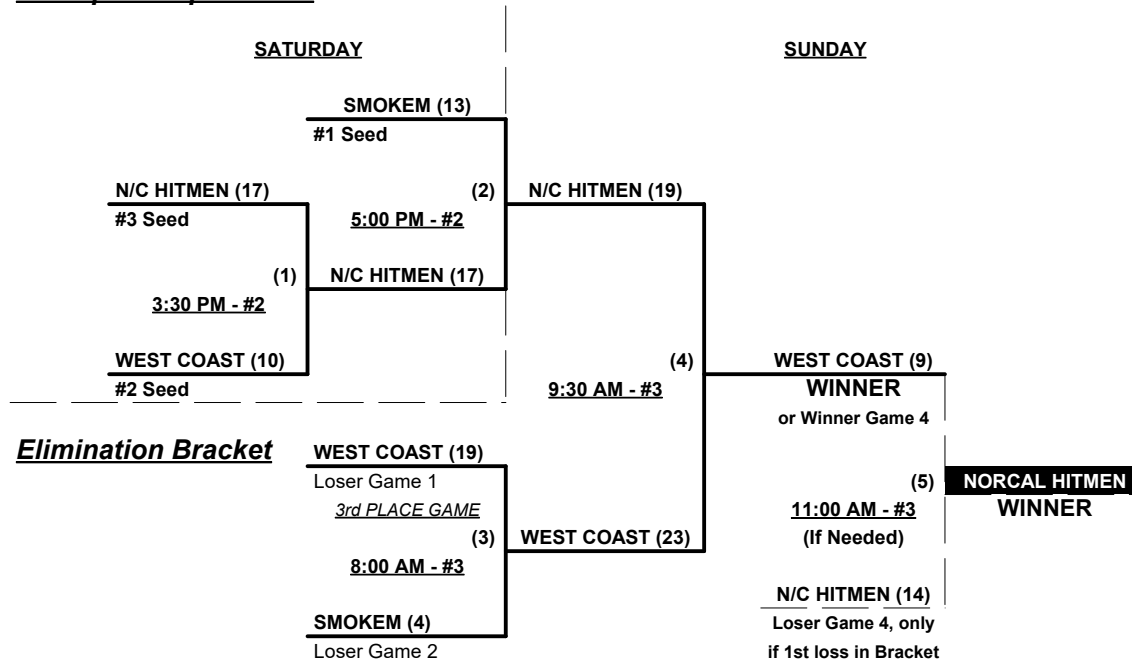 SATURDAY
SUNDAY
SMOKEM (13)
#1 Seed
N/C HITMEN (17)
(2)
N/C HITMEN (19)
#3 Seed
5:00 PM - #2
(1)
N/C HITMEN (17)
3:30 PM - #2
WEST COAST (10)
#2 Seed
(4)
WEST COAST (9)
9:30 AM - #3
WINNER
or Winner Game 4
Elimination Bracket
WEST COAST (19)
Loser Game 1
3rd PLACE GAME
(5)
NORCAL HITMEN
11:00 AM - #3
WINNER
(3)
WEST COAST (23)
(If Needed)
8:00 AM - #3
N/C HITMEN (14)
SMOKEM (4)
Loser Game 4, only
Loser Game 2
if 1st loss in Bracket